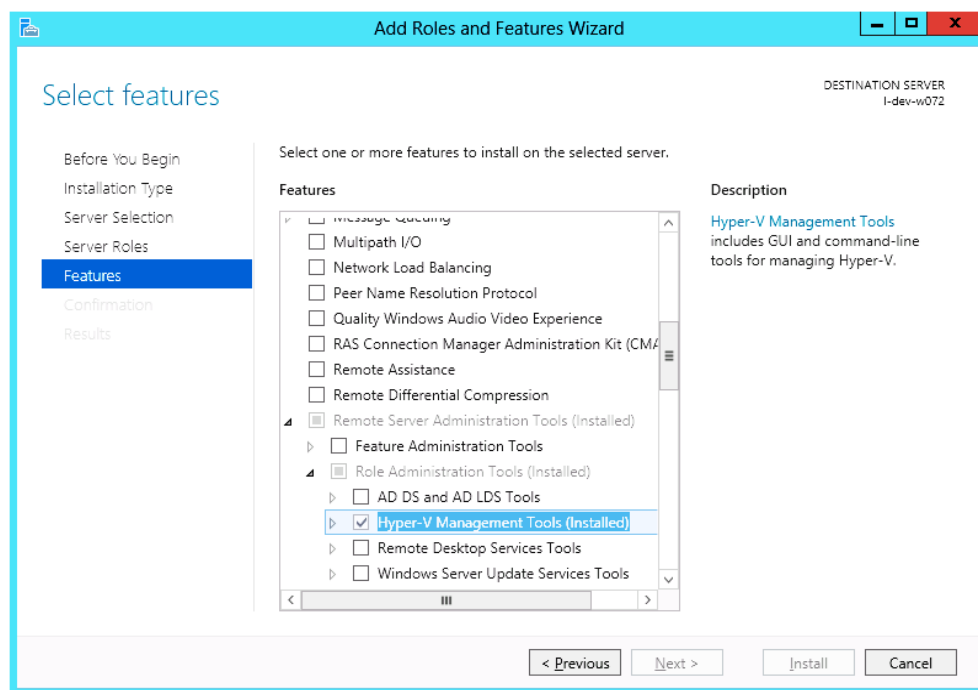 Add Roles and Features Wizard
Select features
DESTINATION SERVER
l-dev-w072
Before You Begin
Installation Type
Server Selection
Server Roles
Features
Confirmation
Results
Select one or more features to install on the selected server.
Features
Message Queuing
Multipath I/O
Network Load Balancing
Peer Name Resolution Protocol
Quality Windows Audio Video Experience
RAS Connection Manager Administration Kit (CMA
Remote Assistance
Remote Differential Compression
Remote Server Administration Tools (Installed)
Feature Administration Tools
Role Administration Tools (Installed)
AD DS and AD LDS Tools
Hyper-V Management Tools (Installed)
Remote Desktop Services Tools
Windows Server Update Services Tools
Description
Hyper-V Management Tools
includes GUI and command-line
tools for managing Hyper-V.
< Previous
Next >
Install
Cancel